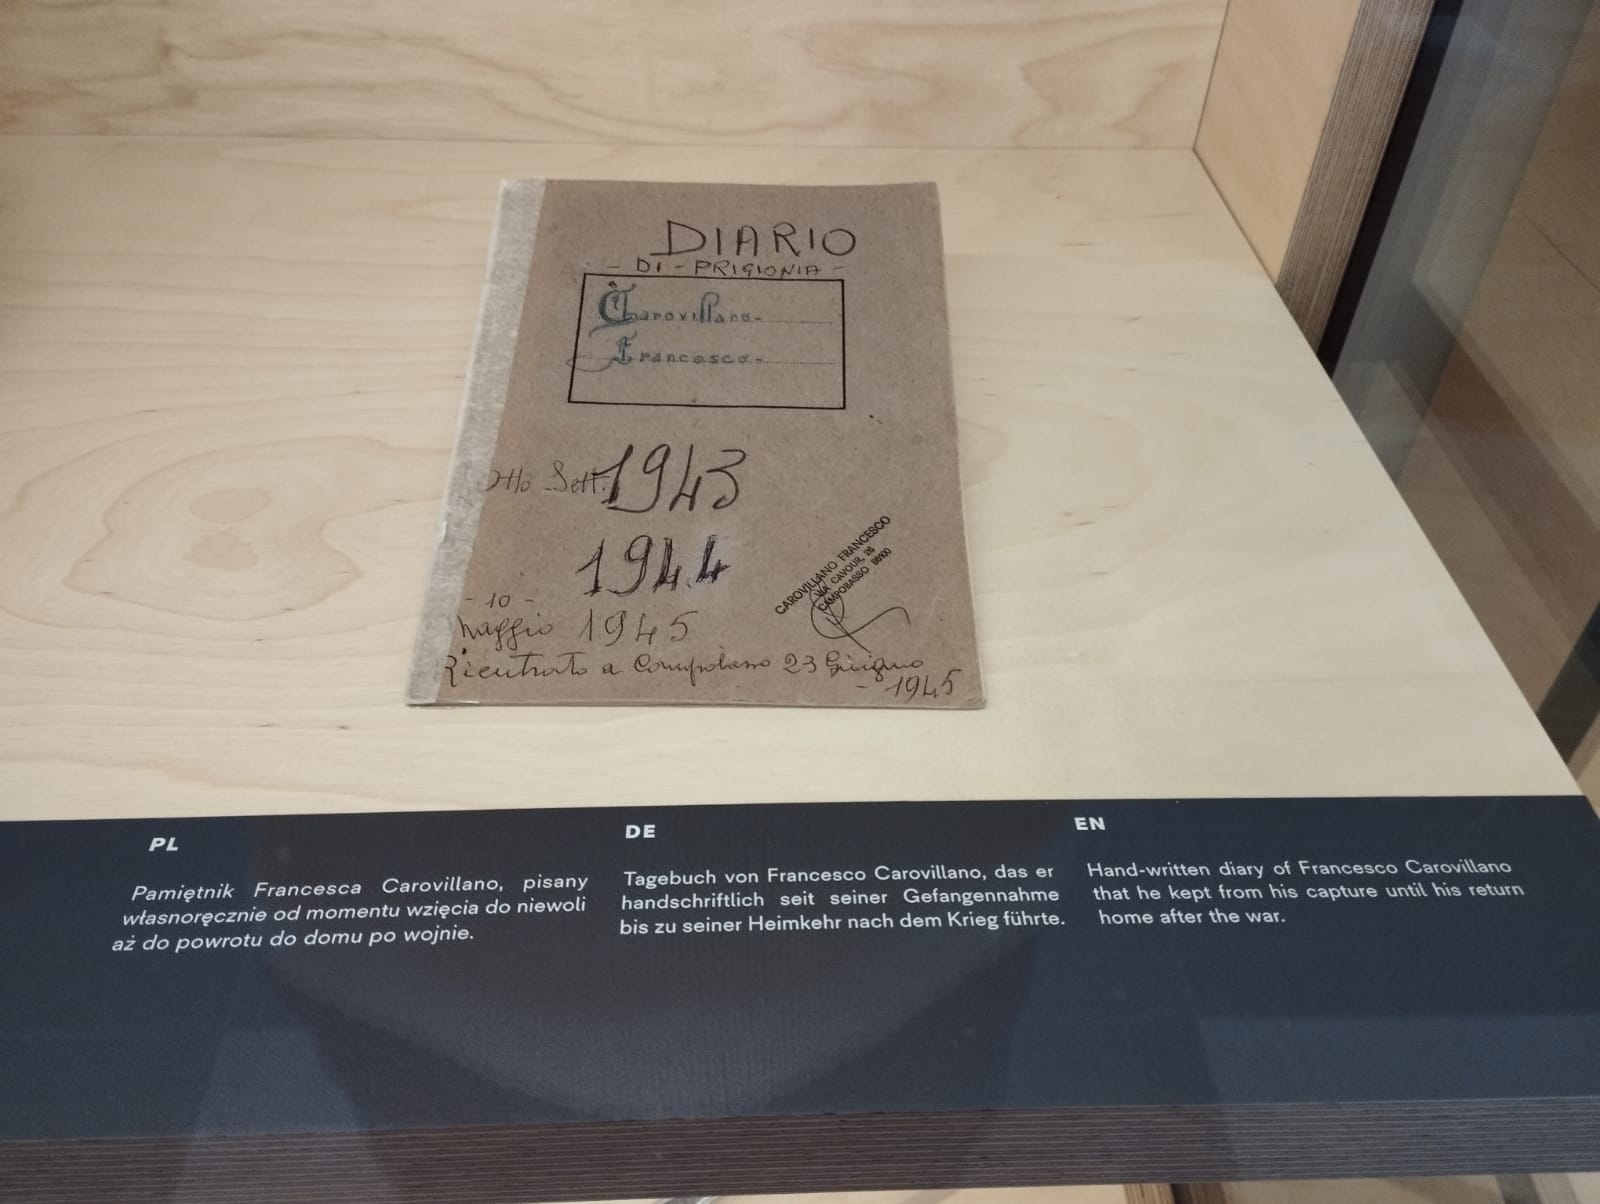 DIARIO
- DI - PRIGIONIA -
Carovillano-
Francesco-
Otto Sett. 1943
1944
- 10 -
Maggio 1945
CAROVILLANO FRANCESCO
VIA CAVOUR, 25
CAMPOBASSO 86100
Rientrato a Campobasso 23 Giugno
- 1945
PL
Pamiętnik Francesca Carovillano, pisany
własnoręcznie od momentu wzięcia do niewoli
aż do powrotu do domu po wojnie.
DE
Tagebuch von Francesco Carovillano, das er
handschriftlich seit seiner Gefangennahme
bis zu seiner Heimkehr nach dem Krieg führte.
EN
Hand-written diary of Francesco Carovillano
that he kept from his capture until his return
home after the war.